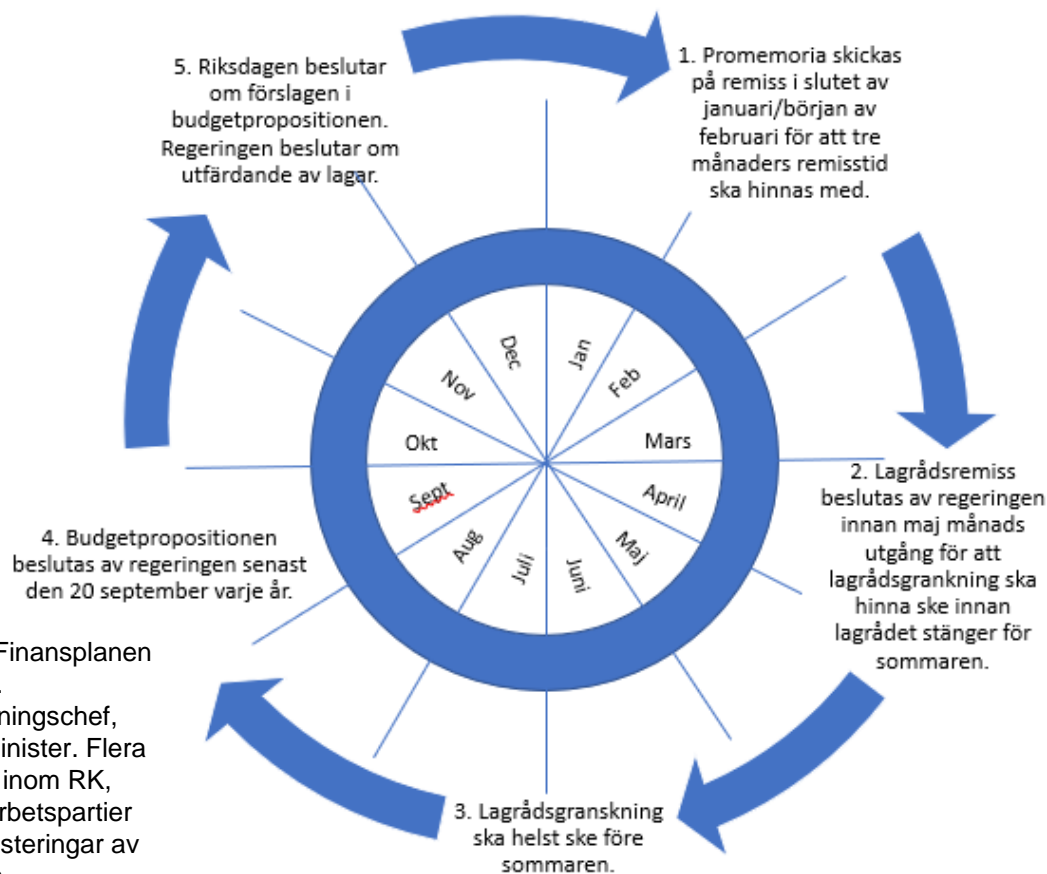 5. Riksdagen beslutar
om förslagen i
budgetpropositionen.
Regeringen beslutar om
utfärdande av lagar.
1. Promemoria skickas
på remiss i slutet av
januari/början av
februari för att tre
månaders remisstid
ska hinnas med.
Dec
Jan
Nov
Feb
Okt
Mars
Sept
April
Aug
Maj
Juli
Juni
2. Lagrådsremiss
beslutas av regeringen
innan maj månads
utgång för att
lagrådsgrankning ska
hinna ske innan
lagrådet stänger för
sommaren.
4. Budgetpropositionen
beslutas av regeringen senast
den 20 september varje år.
Finansplanen
.
ningschef,
inister. Flera
inom RK,
rbetspartier
steringar av
3. Lagrådsgranskning
ska helst ske före
sommaren.